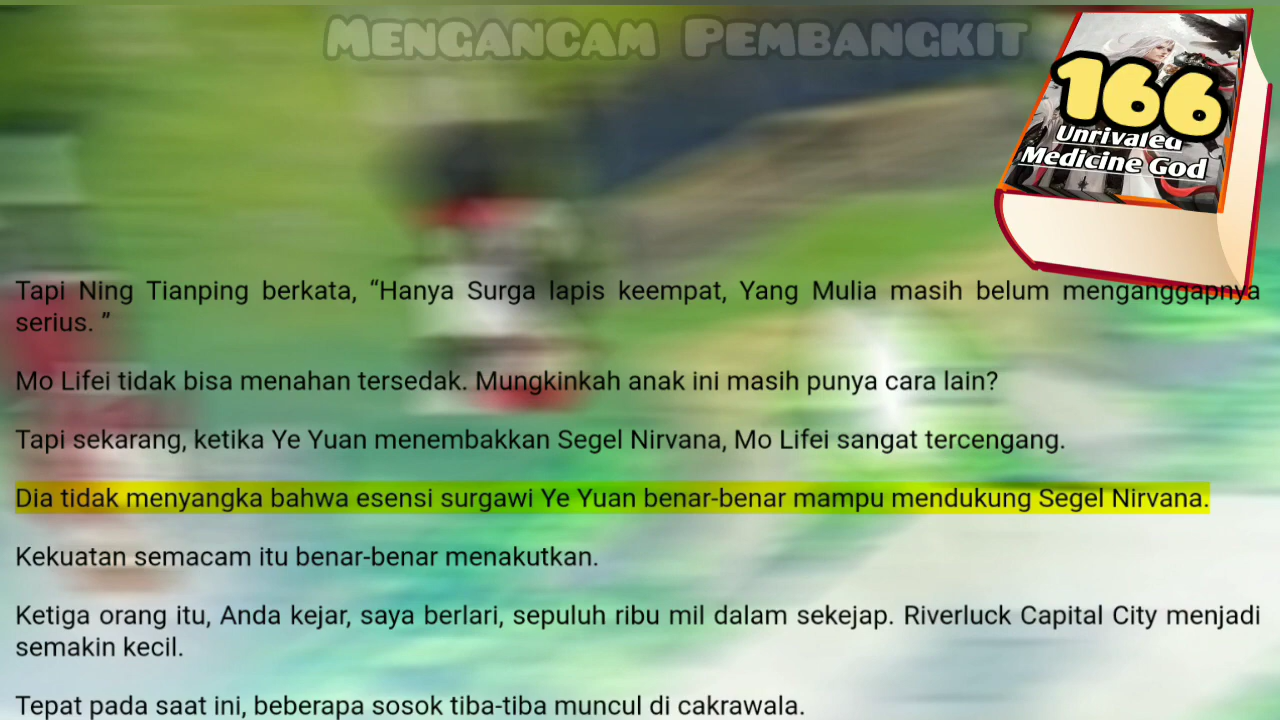 Mengancam Pembangkit
166
Unrivaled
Medicine God
Tapi Ning Tianping berkata, “Hanya Surga lapis keempat, Yang Mulia masih belum menganggapnya
serius. ”
Mo Lifei tidak bisa menahan tersedak. Mungkinkah anak ini masih punya cara lain?
Tapi sekarang, ketika Ye Yuan menembakkan Segel Nirvana, Mo Lifei sangat tercengang.
Dia tidak menyangka bahwa esensi surgawi Ye Yuan benar-benar mampu mendukung Segel Nirvana.
Kekuatan semacam itu benar-benar menakutkan.
Ketiga orang itu, Anda kejar, saya berlari, sepuluh ribu mil dalam sekejap. Riverluck Capital City menjadi
semakin kecil.
Tepat pada saat ini, beberapa sosok tiba-tiba muncul di cakrawala.